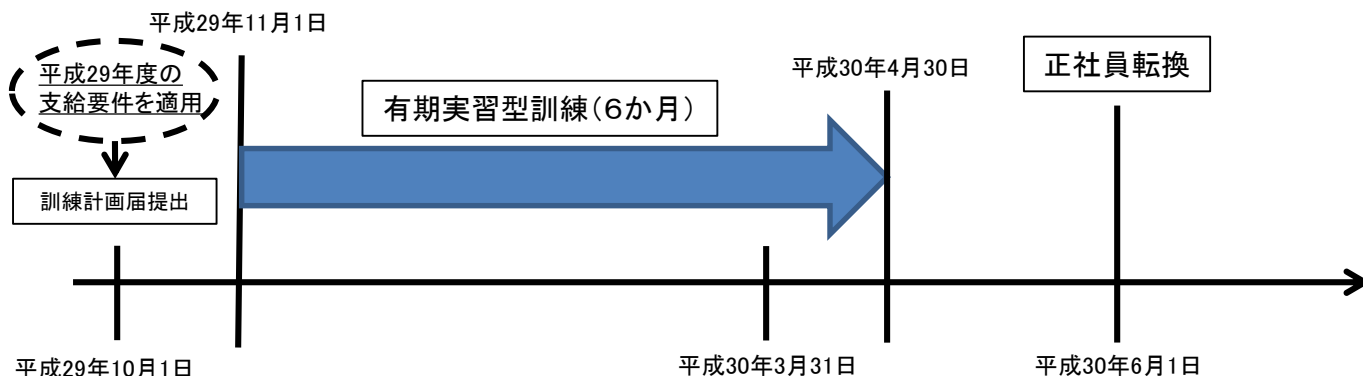 平成29年11月1日
平成29年度の
支給要件を適用
訓練計画届提出
有期実習型訓練(6か月)
平成30年4月30日
正社員転換
平成29年10月1日
平成30年3月31日
平成30年6月1日